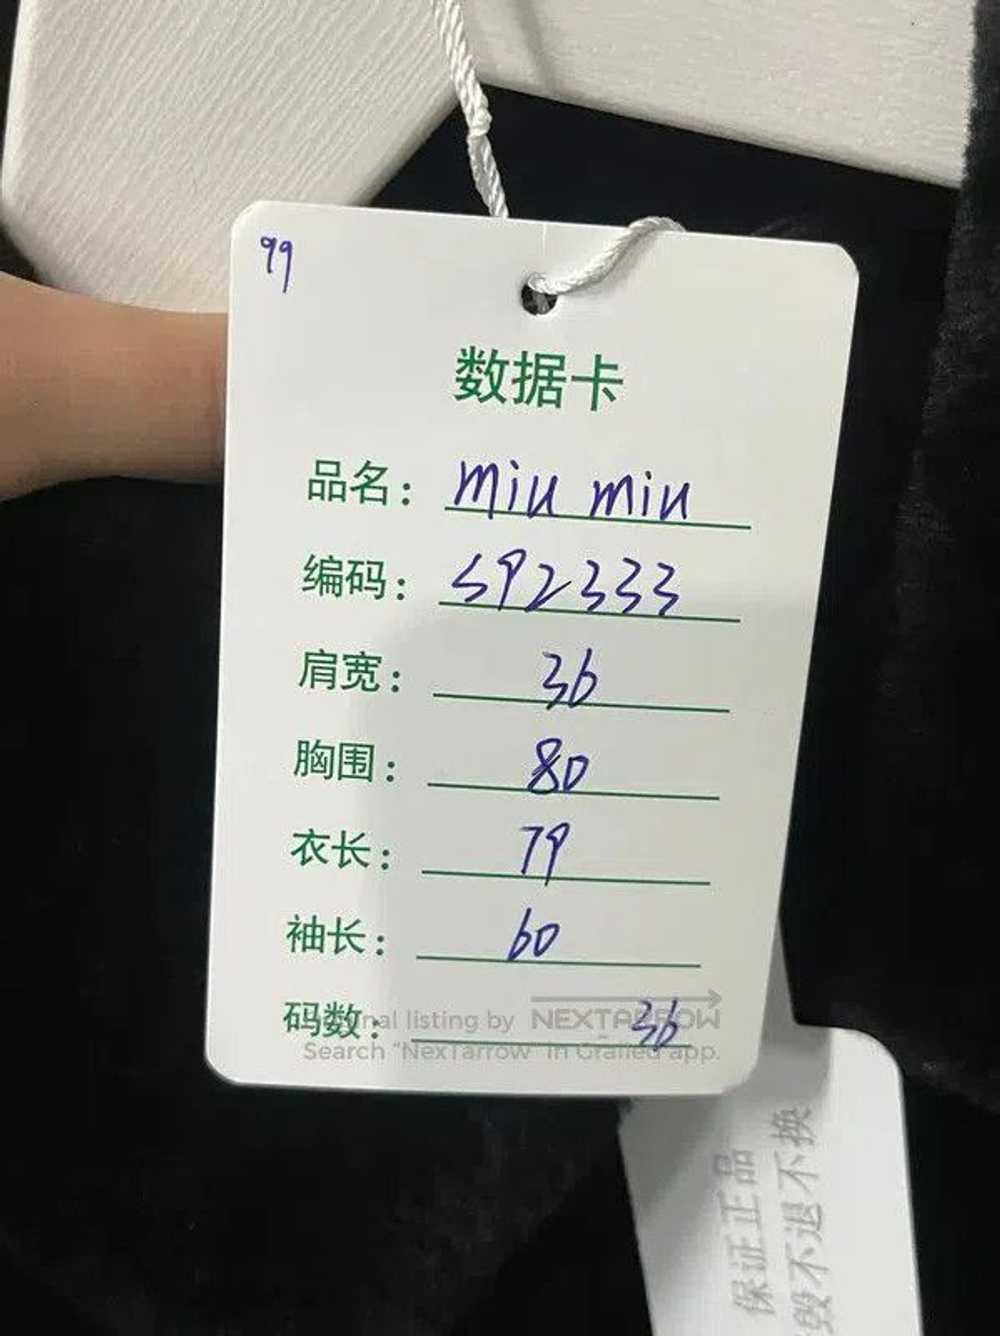 99
数据卡
品名： miu miu
编码： 592333
肩宽： 36
胸围： 80
衣长： 79
袖长： 60
码数： 36
Original listing by NEXTARROW
Search "NexTarrow" in Grailed app.
保证正品
毁不退不换